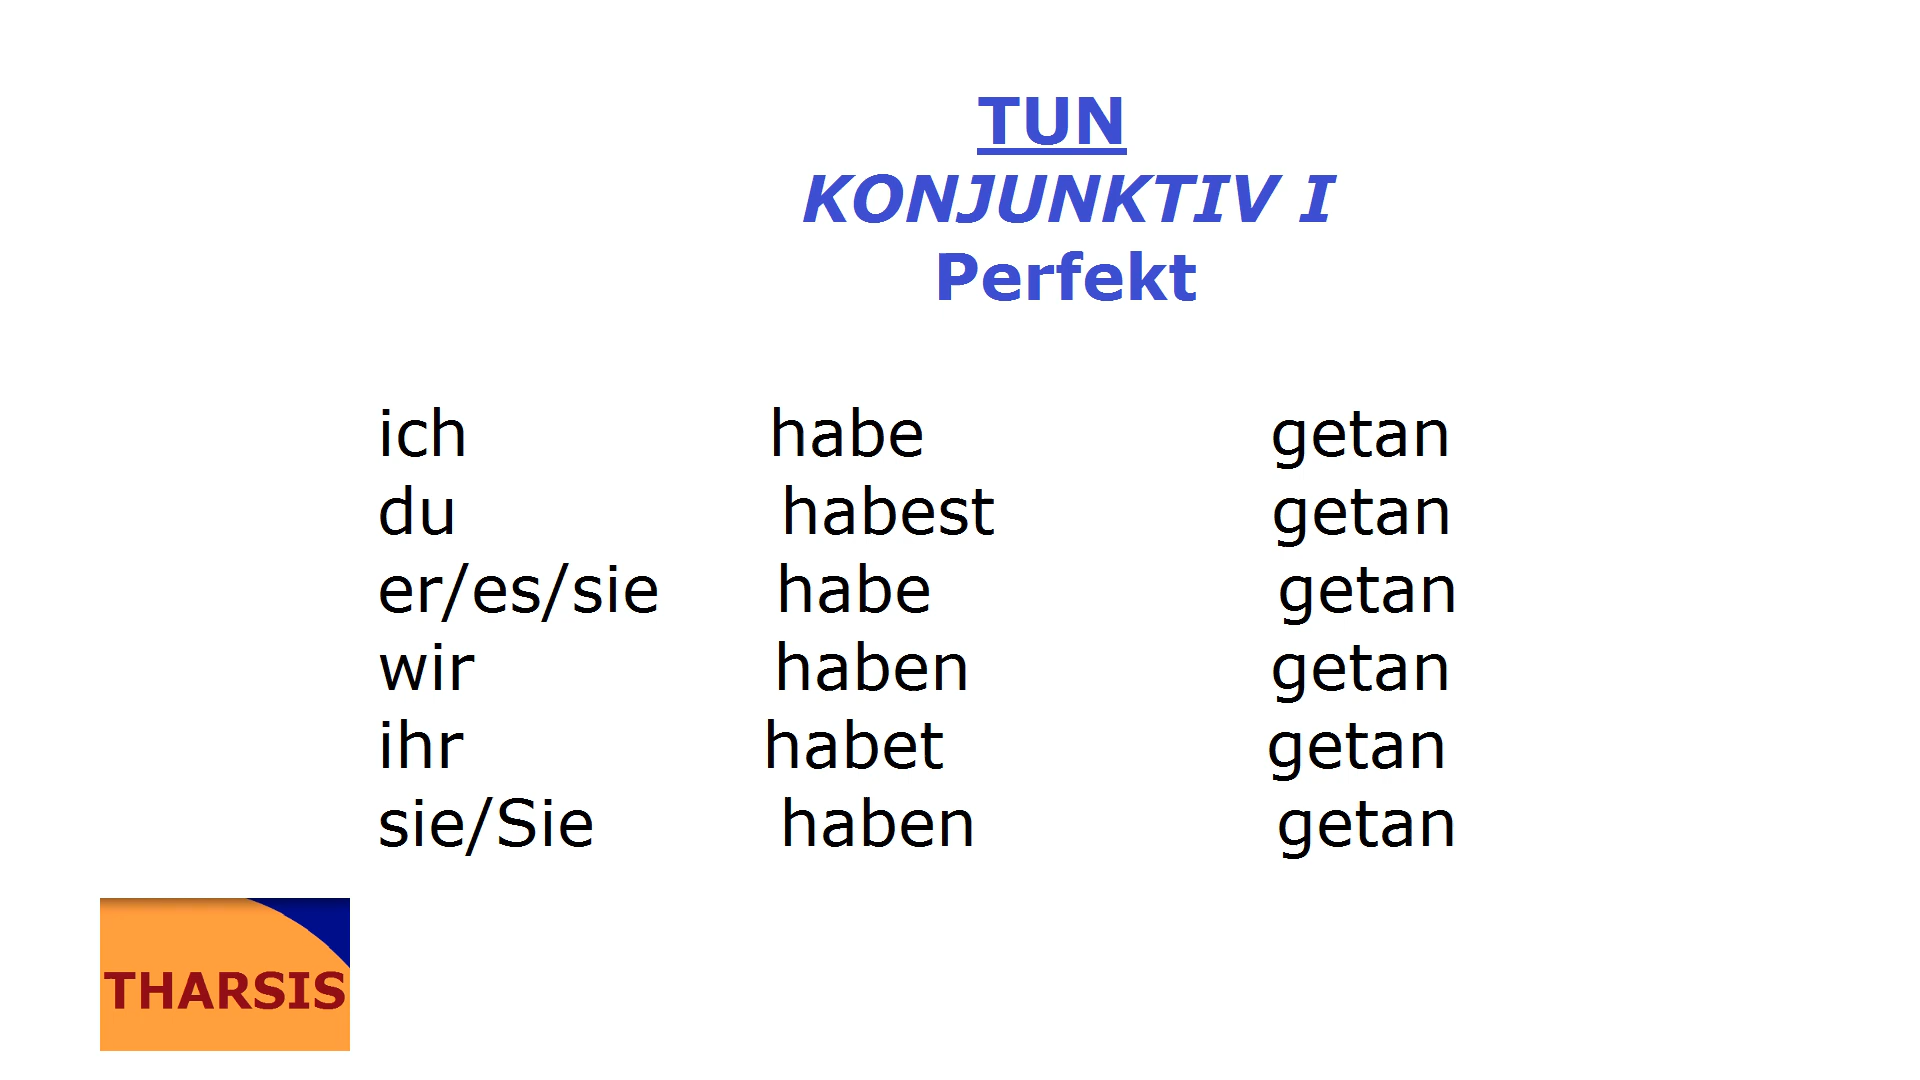 TUN
KONJUNKTIV I
Perfekt
ich habe getan
du habest getan
er/es/sie habe getan
wir haben getan
ihr habet getan
sie/Sie haben getan
THARSIS